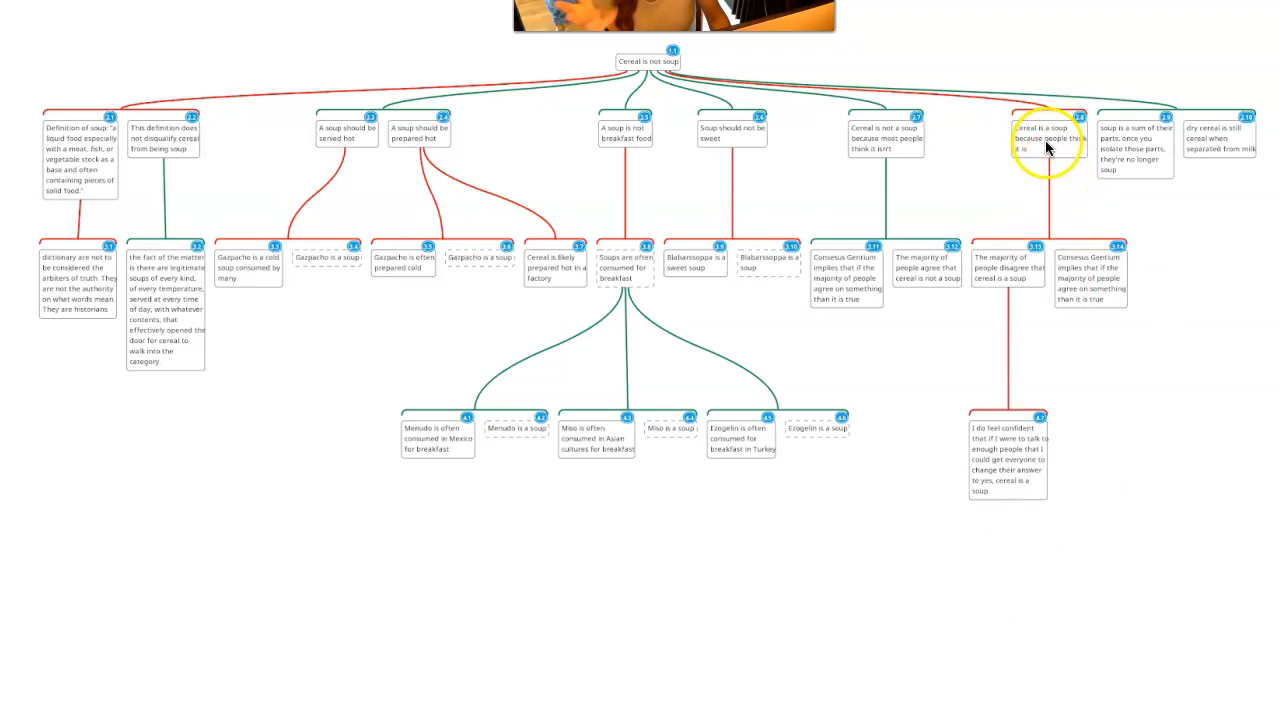 1.1
Cereal is not soup
2.1
Definition of soup: "a
liquid food especially
with a meat, fish, or
vegetable stock as a
base and often
containing pieces of
solid food."
2.2
This definition does
not disqualify cereal
from being soup
2.3
A soup should be
served hot
2.4
A soup should be
prepared hot
2.5
A soup is not
breakfast food
2.6
Soup should not be
sweet
2.7
Cereal is not a soup
because most people
think it isn't
2.8
Cereal is a soup
because people think
it is
2.9
soup is a sum of their
parts, once you
isolate those parts,
they're no longer
soup
2.10
dry cereal is still
cereal when
separated from milk
3.1
dictionary are not to
be considered the
arbiters of truth. They
are not the authority
on what words mean.
They are historians.
3.2
the fact of the matter
is there are legitimate
soups of every kind,
of every temperature,
served at every time
of day, with whatever
contents, that
effectively opened the
door for cereal to
walk into the
category.
3.3
Gazpacho is a cold
soup consumed by
many
3.4
Gazpacho is a soup
3.5
Gazpacho is often
prepared cold
3.6
Gazpacho is a soup
3.7
Cereal is likely
prepared hot in a
factory
3.8
Soups are often
consumed for
breakfast
3.9
Blabarssoppa is a
sweet soup
3.10
Blabarssoppa is a
soup
3.11
Consesus Gentium
implies that if the
majority of people
agree on something
than it is true
3.12
The majority of
people agree that
cereal is not a soup
3.13
The majority of
people disagree that
cereal is a soup
3.14
Consesus Gentium
implies that if the
majority of people
agree on something
than it is true
4.1
Menudo is often
consumed in Mexico
for breakfast
4.2
Menudo is a soup
4.3
Miso is often
consumed in Asian
cultures for breakfast
4.4
Miso is a soup
4.5
Ezogelin is often
consumed for
breakfast in Turkey
4.6
Ezogelin is a soup
4.7
I do feel confident
that if I were to talk to
enough people that I
could get everyone to
change their answer
to yes, cereal is a
soup.